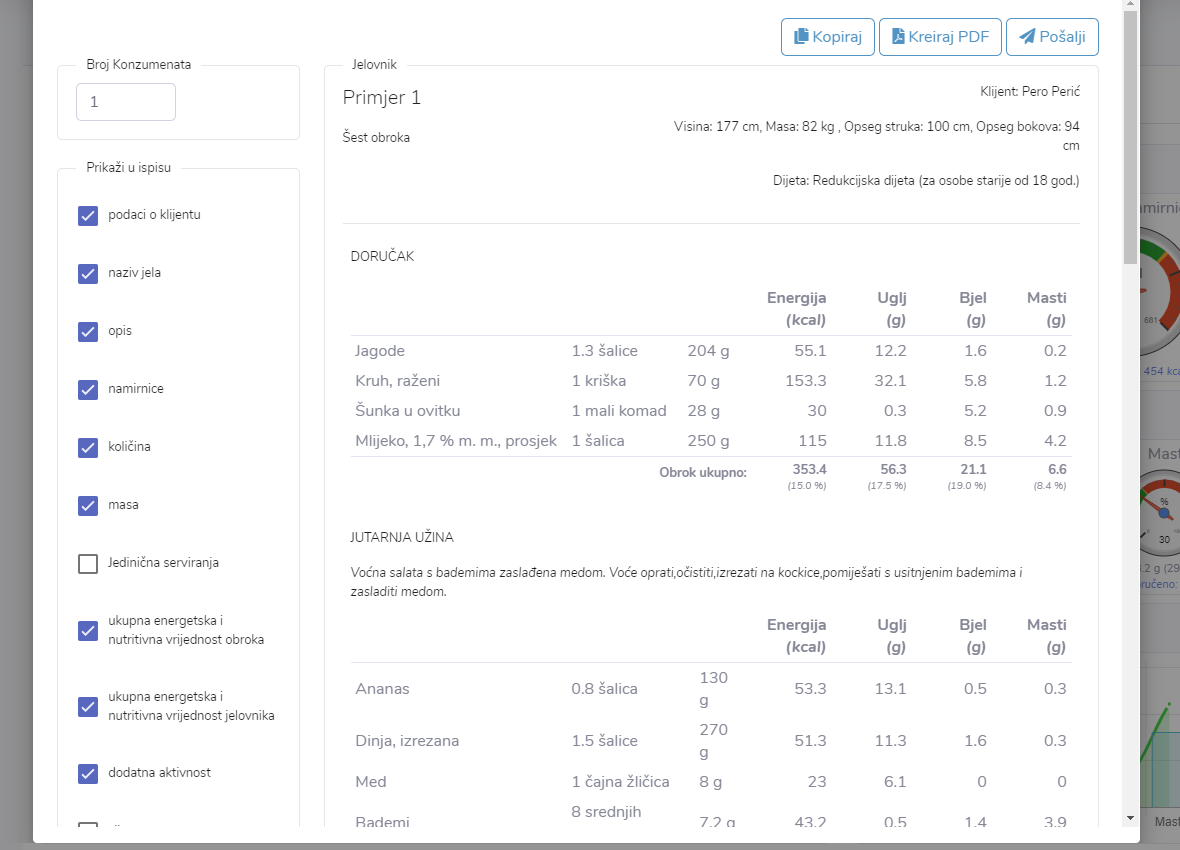 Kopiraj Kreiraj PDF Pošalji
Broj Konzumenata
1
Prikaži u ispisu
podaci o klijentu
naziv jela
opis
namirnice
količina
masa
Jedinična serviranja
ukupna energetska i
nutritivna vrijednost obroka
ukupna energetska i
nutritivna vrijednost jelovnika
dodatna aktivnost
Jelovnik
Primjer 1
Klijent: Pero Perić
Šest obroka
Visina: 177 cm, Masa: 82 kg , Opseg struka: 100 cm, Opseg bokova: 94
cm
Dijeta: Redukcijska dijeta (za osobe starije od 18 god.)
DORUČAK
Energija Uglj Bjel Masti
(kcal) (g) (g) (g)
Jagode 1.3 šalice 204 g 55.1 12.2 1.6 0.2
Kruh, raženi 1 kriška 70 g 153.3 32.1 5.8 1.2
Šunka u ovitku 1 mali komad 28 g 30 0.3 5.2 0.9
Mlijeko, 1,7 % m. m., prosjek 1 šalica 250 g 115 11.8 8.5 4.2
Obrok ukupno: 353.4 56.3 21.1 6.6
(15.0 %) (17.5 %) (19.0 %) (8.4 %)
JUTARNJA UŽINA
Voćna salata s bademima zaslađena medom. Voće oprati,očistiti,izrezati na kockice,pomiješati s usitnjenim bademima i
zasladiti medom.
Energija Uglj Bjel Masti
(kcal) (g) (g) (g)
Ananas 0.8 šalica 130 g 53.3 13.1 0.5 0.3
Dinja, izrezana 1.5 šalice 270 g 51.3 11.3 1.6 0.3
Med 1 čajna žličica 8 g 23 6.1 0 0
Bademi 8 srednjih 7.2 g 43.2 0.5 1.4 3.9
681
454
Mast
%
30
Mast